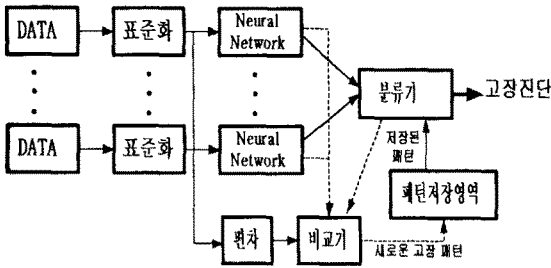 DATA
표준화
Neural
Network
분류기
고장진단
DATA
표준화
Neural
Network
저장된
패턴
패턴저장영역
편차
비교기
새로운 고장 패턴